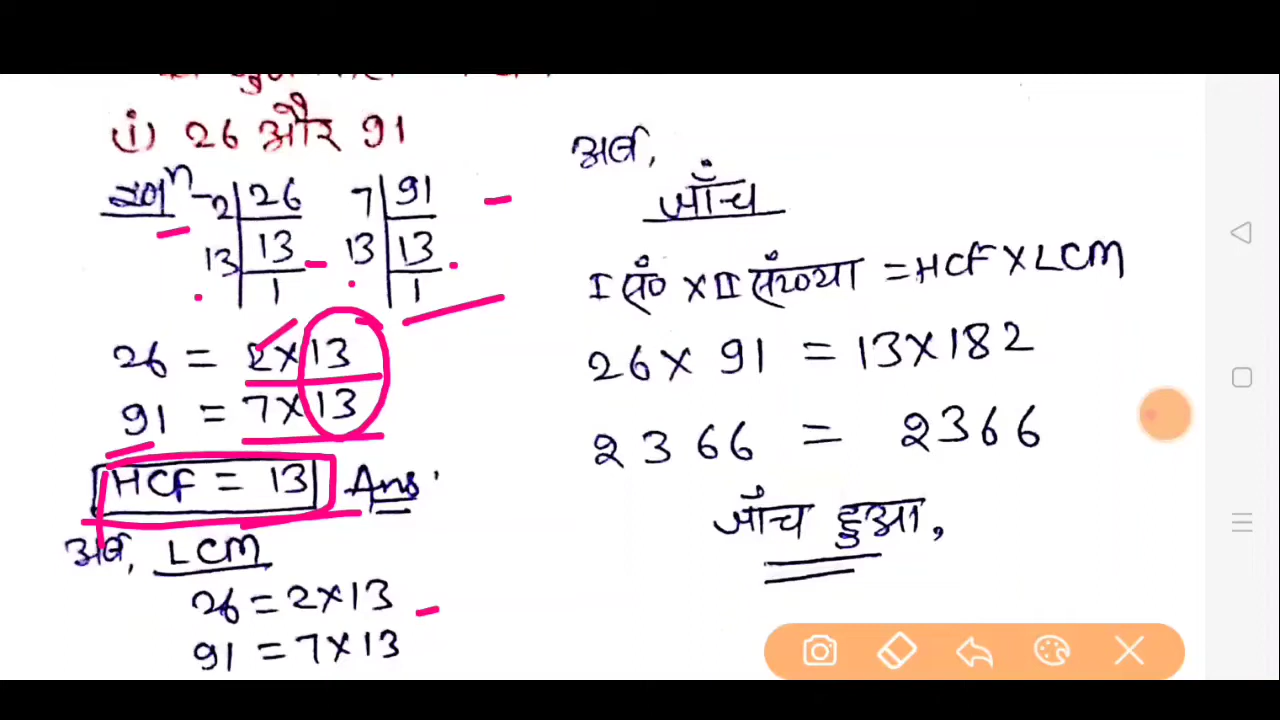 (i) 26 और 91
2 | 26
13 | 13
1
7 | 91
13 | 13
1
26 = 2×13
91 = 7×13
HCF = 13 Ans
अब, LCM
26 = 2×13
91 = 7×13
अब,
जाँच
I सं० × II संख्या = HCF × LCM
26 × 91 = 13×182
2366 = 2366
जाँच हुआ,